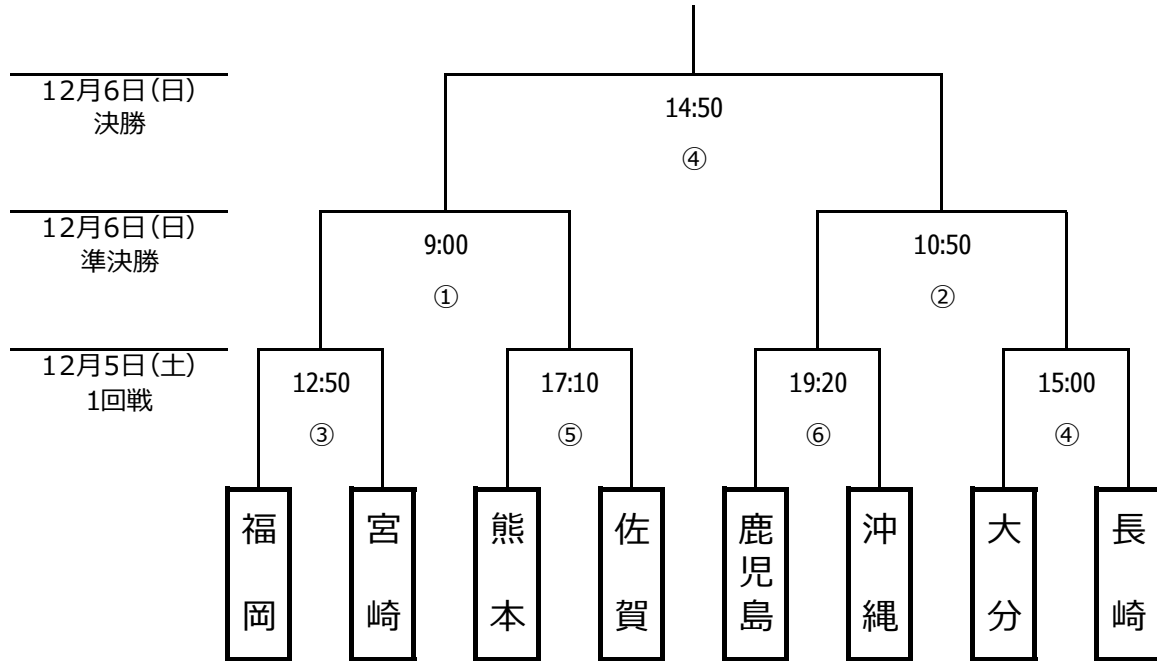 12月6日（日）
決勝
14:50
④
12月6日（日）
準決勝
9:00
①
10:50
②
12月5日（土）
1回戦
12:50
③
17:10
⑤
19:20
⑥
15:00
④
福岡
宮崎
熊本
佐賀
鹿児島
沖縄
大分
長崎